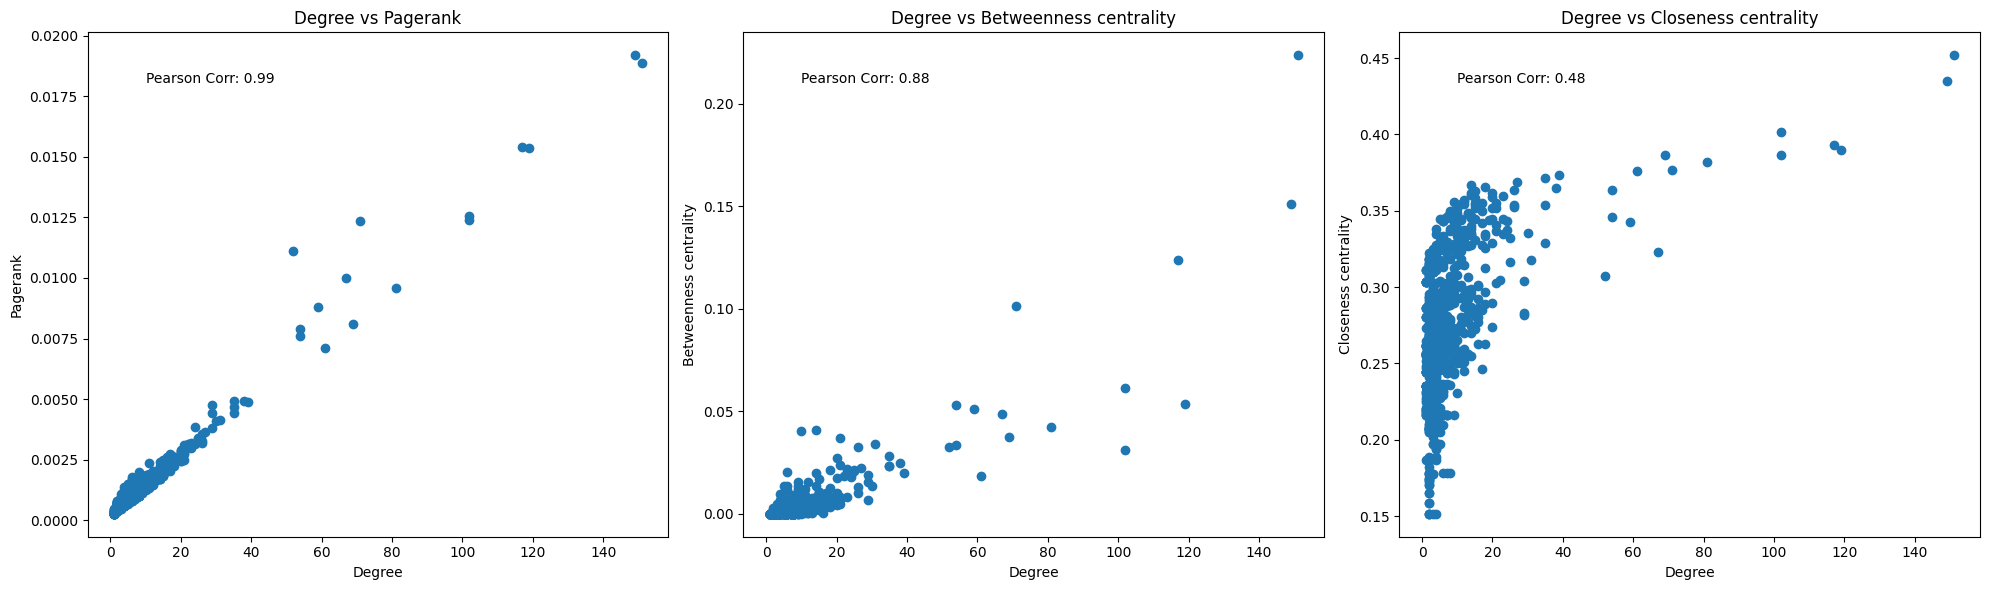 Degree vs Pagerank
Pearson Corr: 0.99
Pagerank
0.0200
0.0175
0.0150
0.0125
0.0100
0.0075
0.0050
0.0025
0.0000
0 20 40 60 80 100 120 140
Degree
Degree vs Betweenness centrality
Pearson Corr: 0.88
Betweenness centrality
0.20
0.15
0.10
0.05
0.00
0 20 40 60 80 100 120 140
Degree
Degree vs Closeness centrality
Pearson Corr: 0.48
Closeness centrality
0.45
0.40
0.35
0.30
0.25
0.20
0.15
0 20 40 60 80 100 120 140
Degree